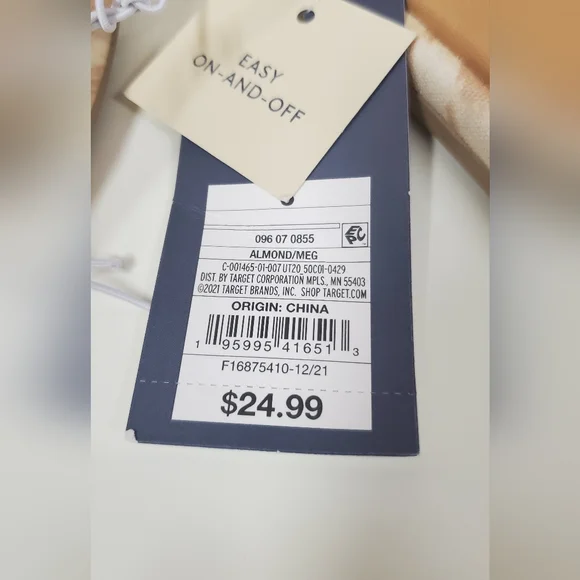 EASY
ON-AND-OFF
096 07 0855
EPC
ALMOND/MEG
C-001465-01-007 UT20_50C01-0429
DIST. BY TARGET CORPORATION MPLS., MN 55403
©2021 TARGET BRANDS, INC. SHOP TARGET.COM
ORIGIN: CHINA
1 95995 41651 3
F16875410-12/21
$24.99